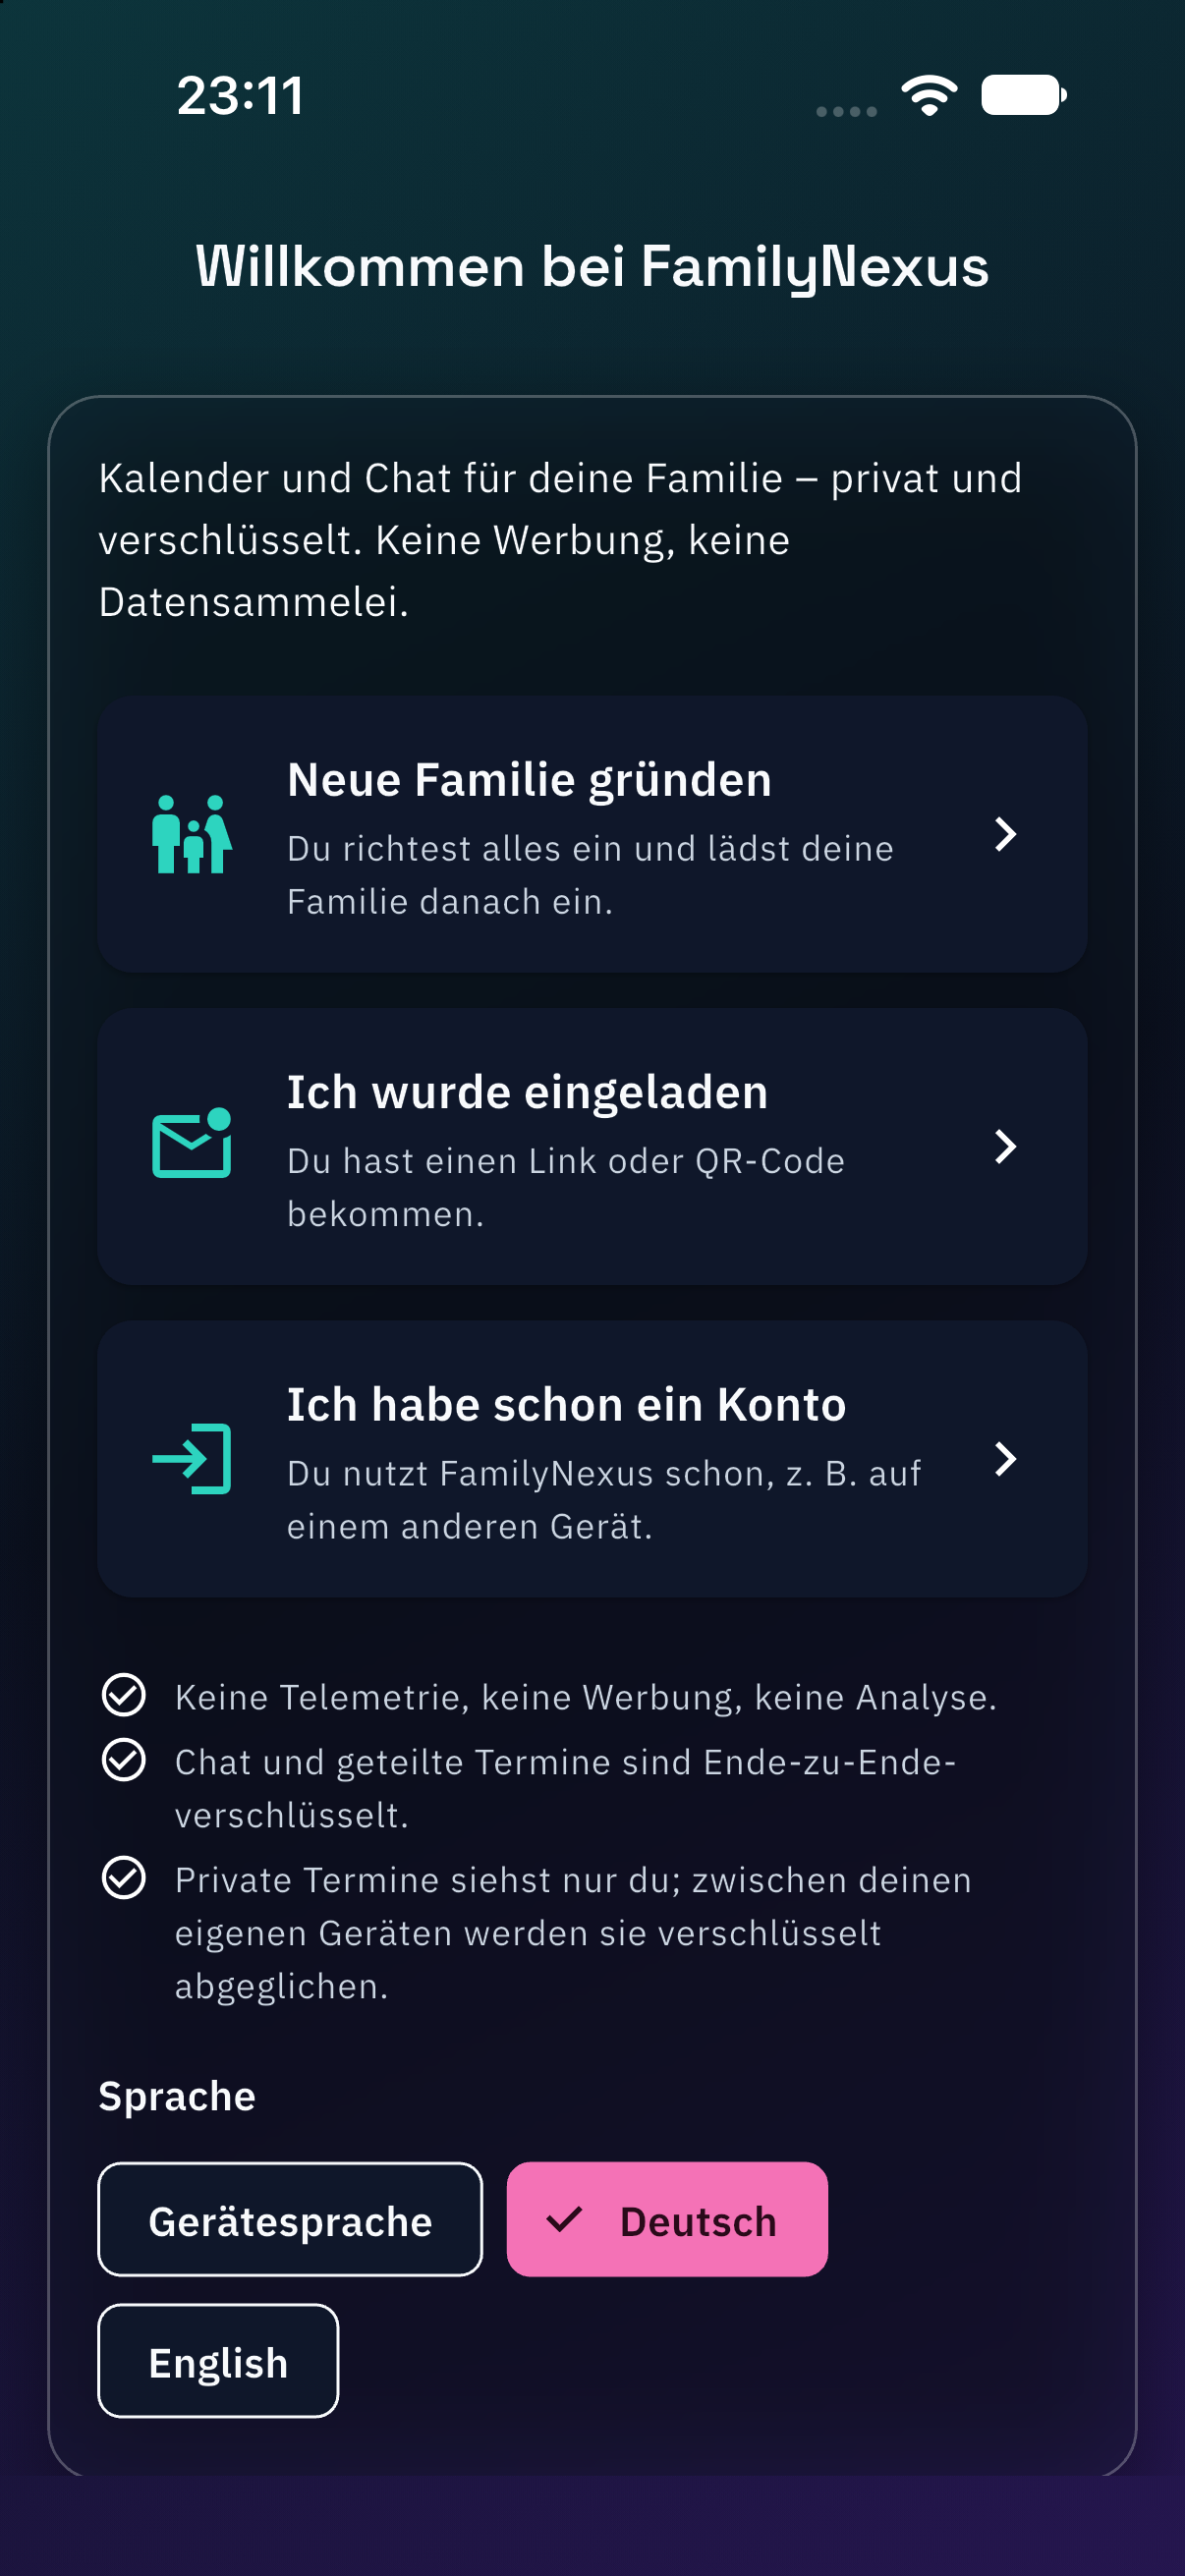 23:11
Willkommen bei FamilyNexus
Kalender und Chat für deine Familie – privat und
verschlüsselt. Keine Werbung, keine
Datensammelei.
Neue Familie gründen
Du richtest alles ein und lädst deine
Familie danach ein.
Ich wurde eingeladen
Du hast einen Link oder QR-Code
bekommen.
Ich habe schon ein Konto
Du nutzt FamilyNexus schon, z. B. auf
einem anderen Gerät.
Keine Telemetrie, keine Werbung, keine Analyse.
Chat und geteilte Termine sind Ende-zu-Ende-
verschlüsselt.
Private Termine siehst nur du; zwischen deinen
eigenen Geräten werden sie verschlüsselt
abgeglichen.
Sprache
Gerätesprache
Deutsch
English